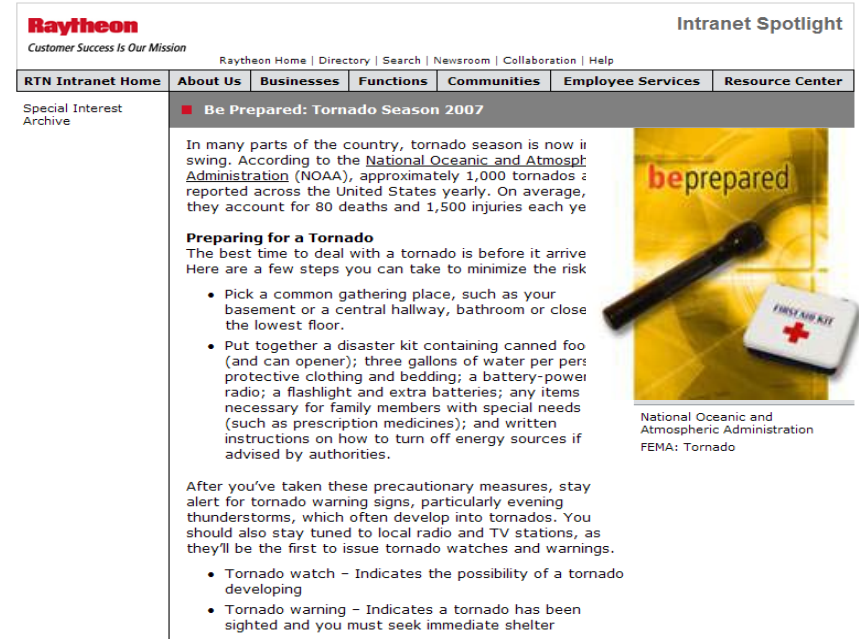 Raytheon
Customer Success Is Our Mission
Intranet Spotlight
Raytheon Home | Directory | Search | Newsroom | Collaboration | Help
RTN Intranet Home | About Us | Businesses | Functions | Communities | Employee Services | Resource Center
Special Interest
Archive
Be Prepared: Tornado Season 2007
In many parts of the country, tornado season is now in
swing. According to the National Oceanic and Atmosph
Administration (NOAA), approximately 1,000 tornados a
reported across the United States yearly. On average,
they account for 80 deaths and 1,500 injuries each ye
Preparing for a Tornado
The best time to deal with a tornado is before it arrive
Here are a few steps you can take to minimize the risk
• Pick a common gathering place, such as your
basement or a central hallway, bathroom or close
the lowest floor.
• Put together a disaster kit containing canned foo
(and can opener); three gallons of water per pers
protective clothing and bedding; a battery-power
radio; a flashlight and extra batteries; any items
necessary for family members with special needs
(such as prescription medicines); and written
instructions on how to turn off energy sources if
advised by authorities.
After you've taken these precautionary measures, stay
alert for tornado warning signs, particularly evening
thunderstorms, which often develop into tornados. You
should also stay tuned to local radio and TV stations, as
they'll be the first to issue tornado watches and warnings.
• Tornado watch – Indicates the possibility of a tornado
developing
• Tornado warning – Indicates a tornado has been
sighted and you must seek immediate shelter
beprepared
FIRST AID KIT
National Oceanic and
Atmospheric Administration
FEMA: Tornado